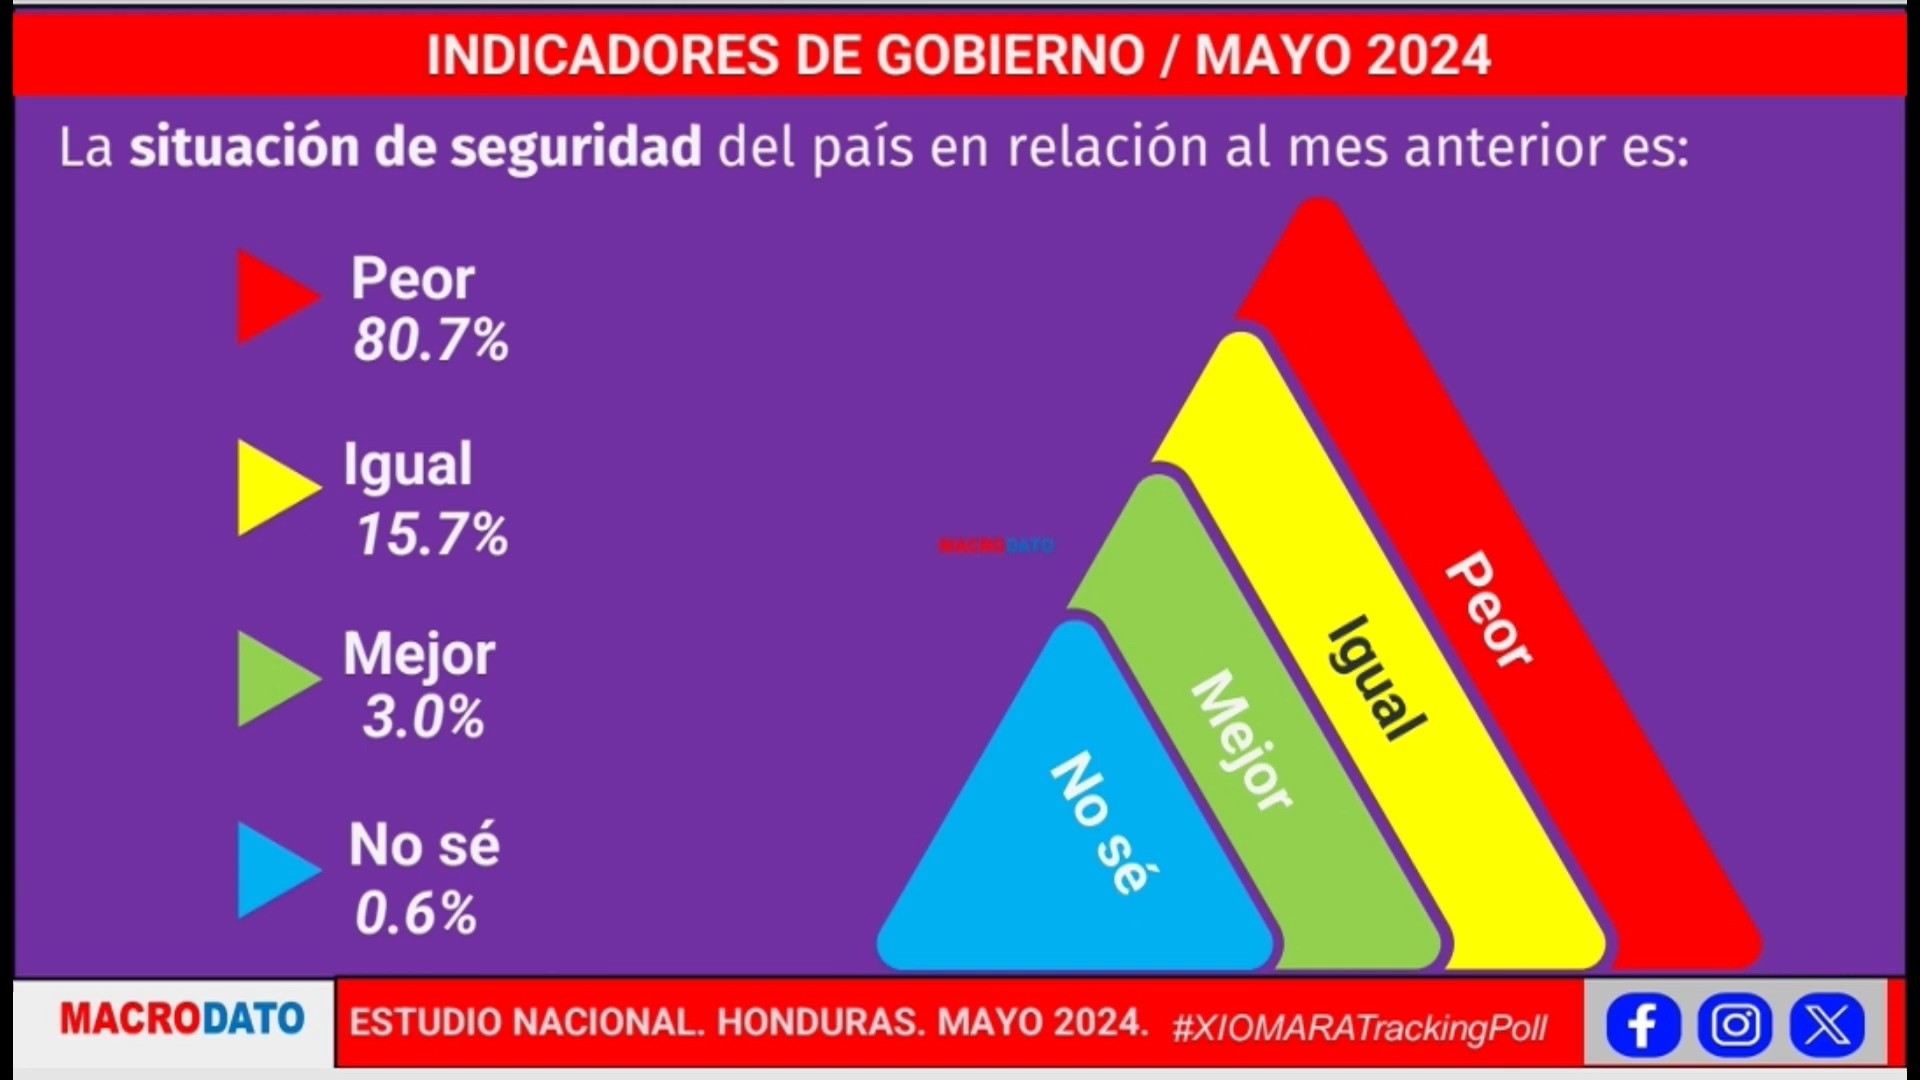 INDICADORES DE GOBIERNO / MAYO 2024
La situación de seguridad del país en relación al mes anterior es:
Peor
80.7%
Igual
15.7%
Mejor
3.0%
No sé
0.6%
MACRODATO
Peor
Igual
Mejor
No sé
MACRODATO
ESTUDIO NACIONAL. HONDURAS. MAYO 2024. #XIOMARATrackingPoll